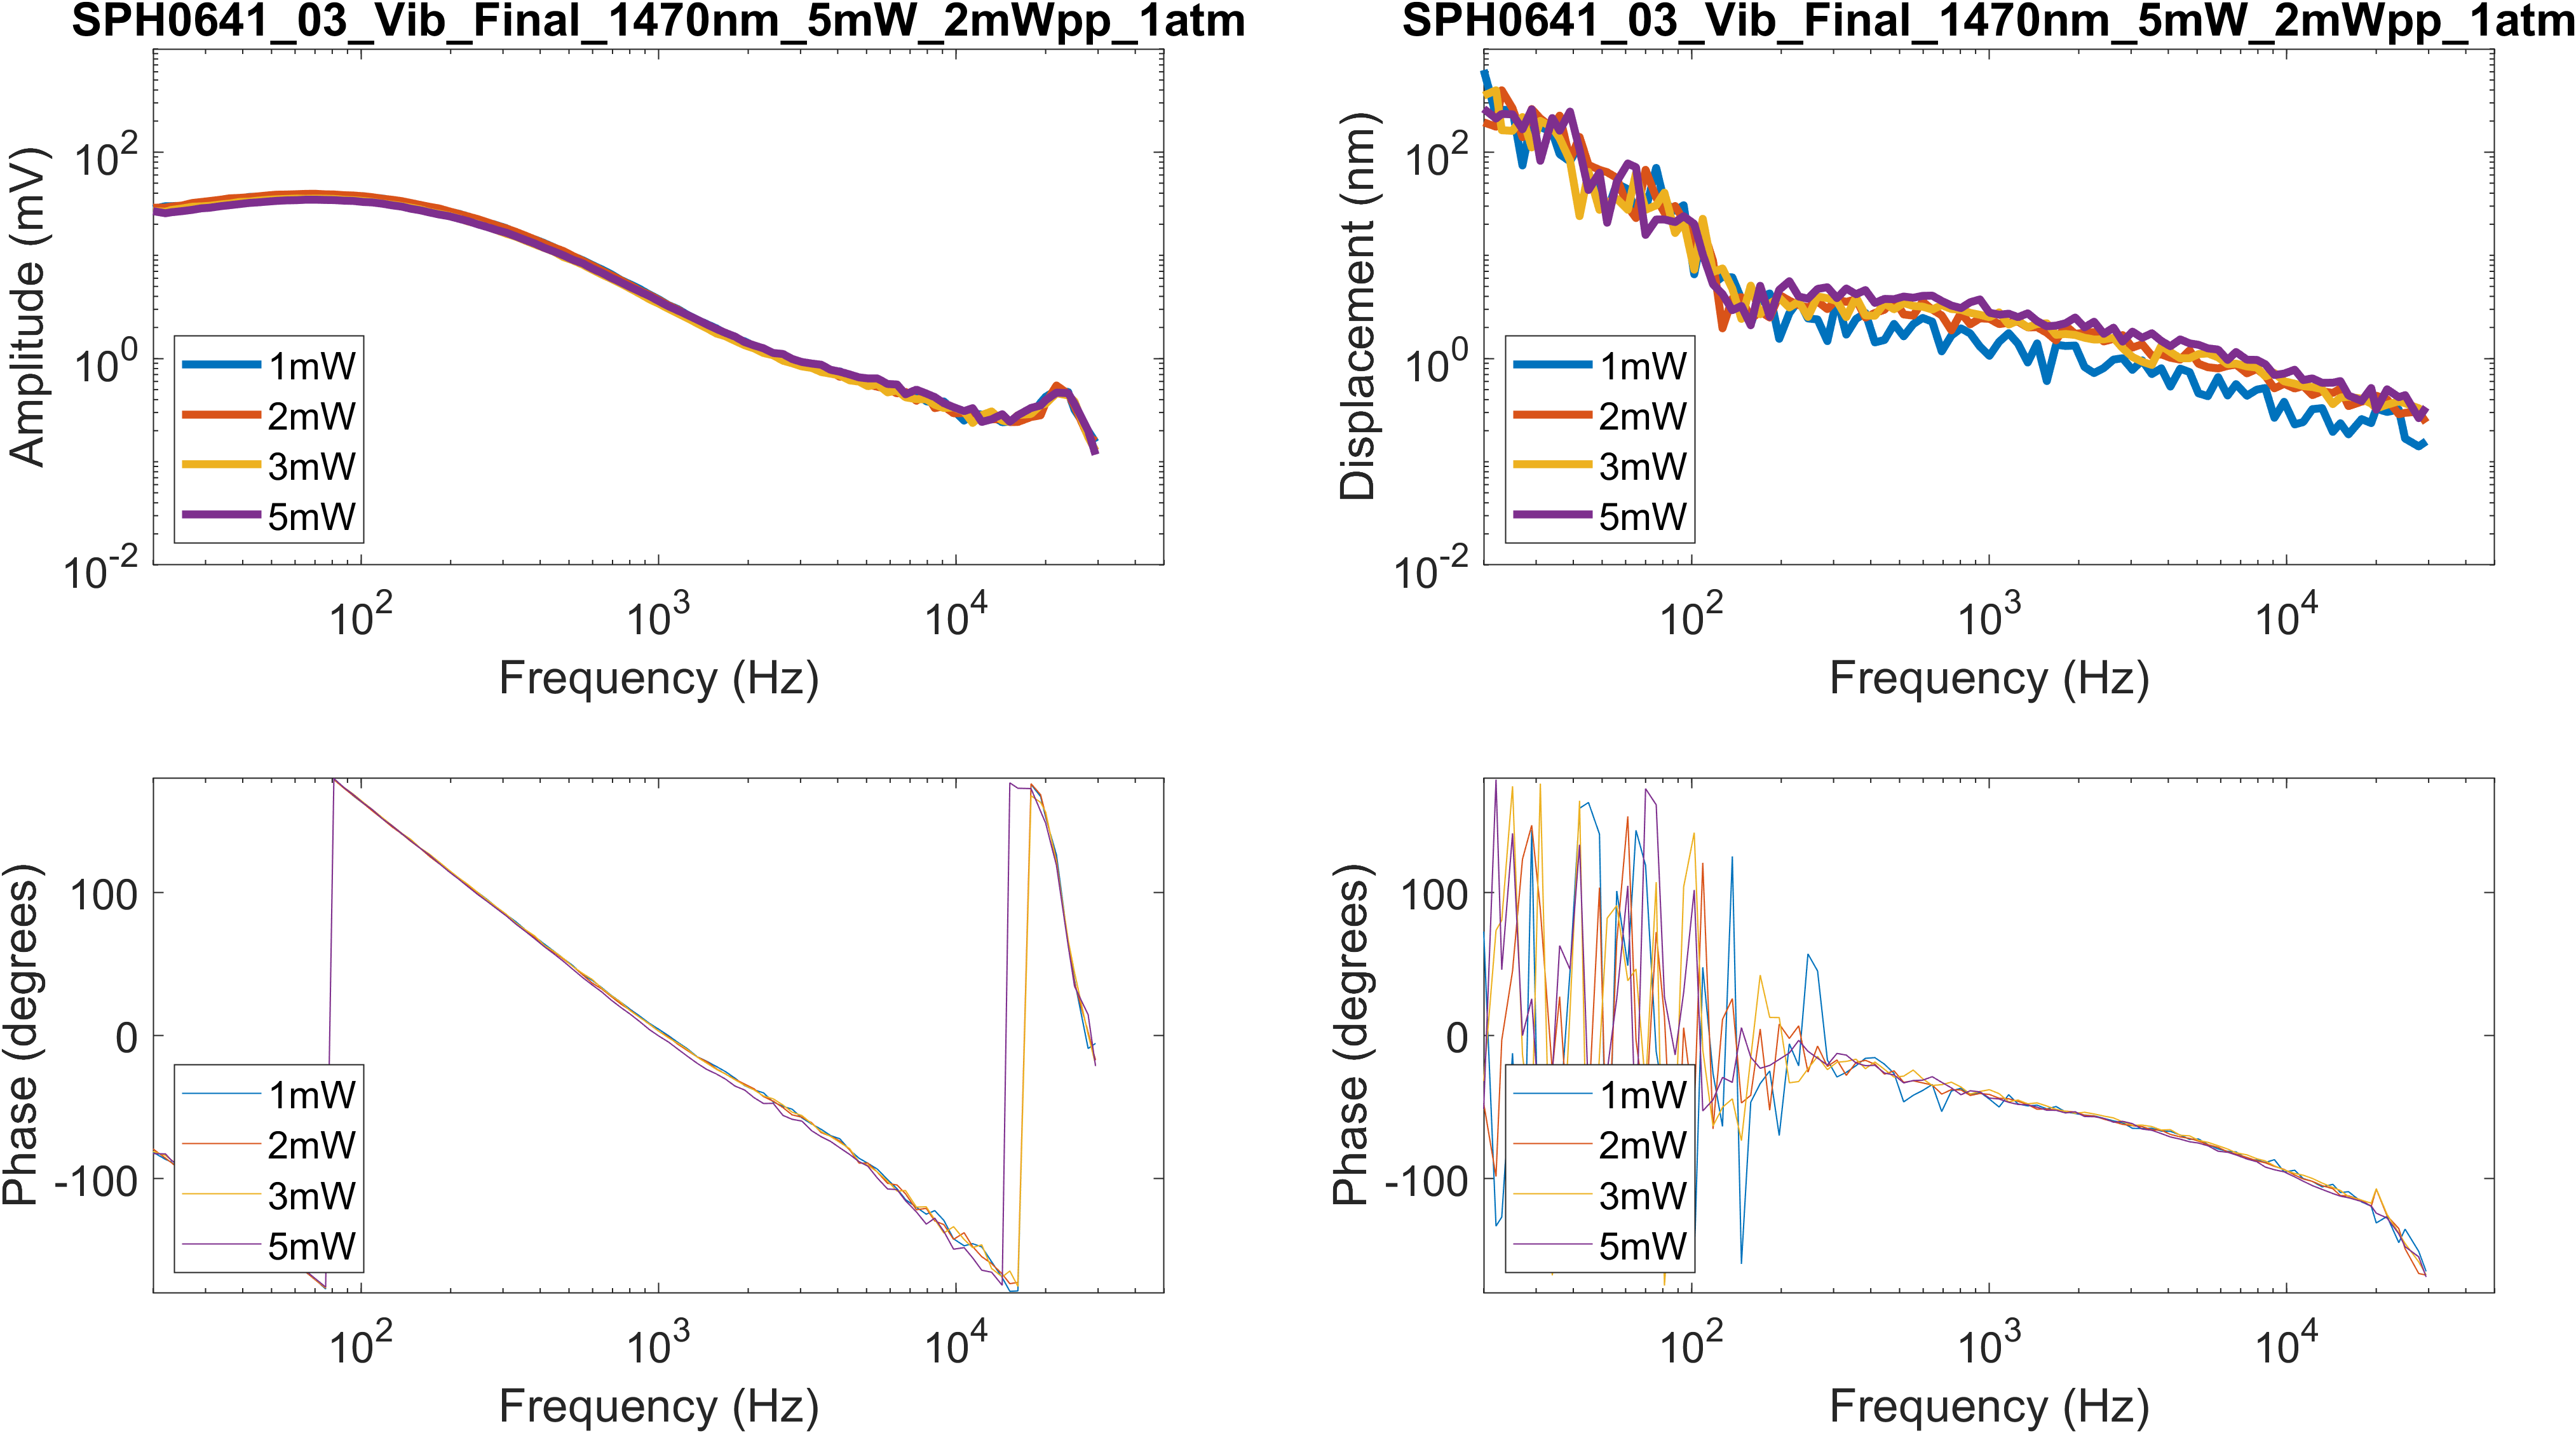 SPH0641_03_Vib_Final_1470nm_5mW_2mWpp_1atm
Amplitude (mV)
10^2
10^0
10^-2
1mW
2mW
3mW
5mW
10^2 10^3 10^4
Frequency (Hz)
SPH0641_03_Vib_Final_1470nm_5mW_2mWpp_1atm
Displacement (nm)
10^2
10^0
10^-2
1mW
2mW
3mW
5mW
10^2 10^3 10^4
Frequency (Hz)
Phase (degrees)
100
0
-100
1mW
2mW
3mW
5mW
10^2 10^3 10^4
Frequency (Hz)
Phase (degrees)
100
0
-100
1mW
2mW
3mW
5mW
10^2 10^3 10^4
Frequency (Hz)